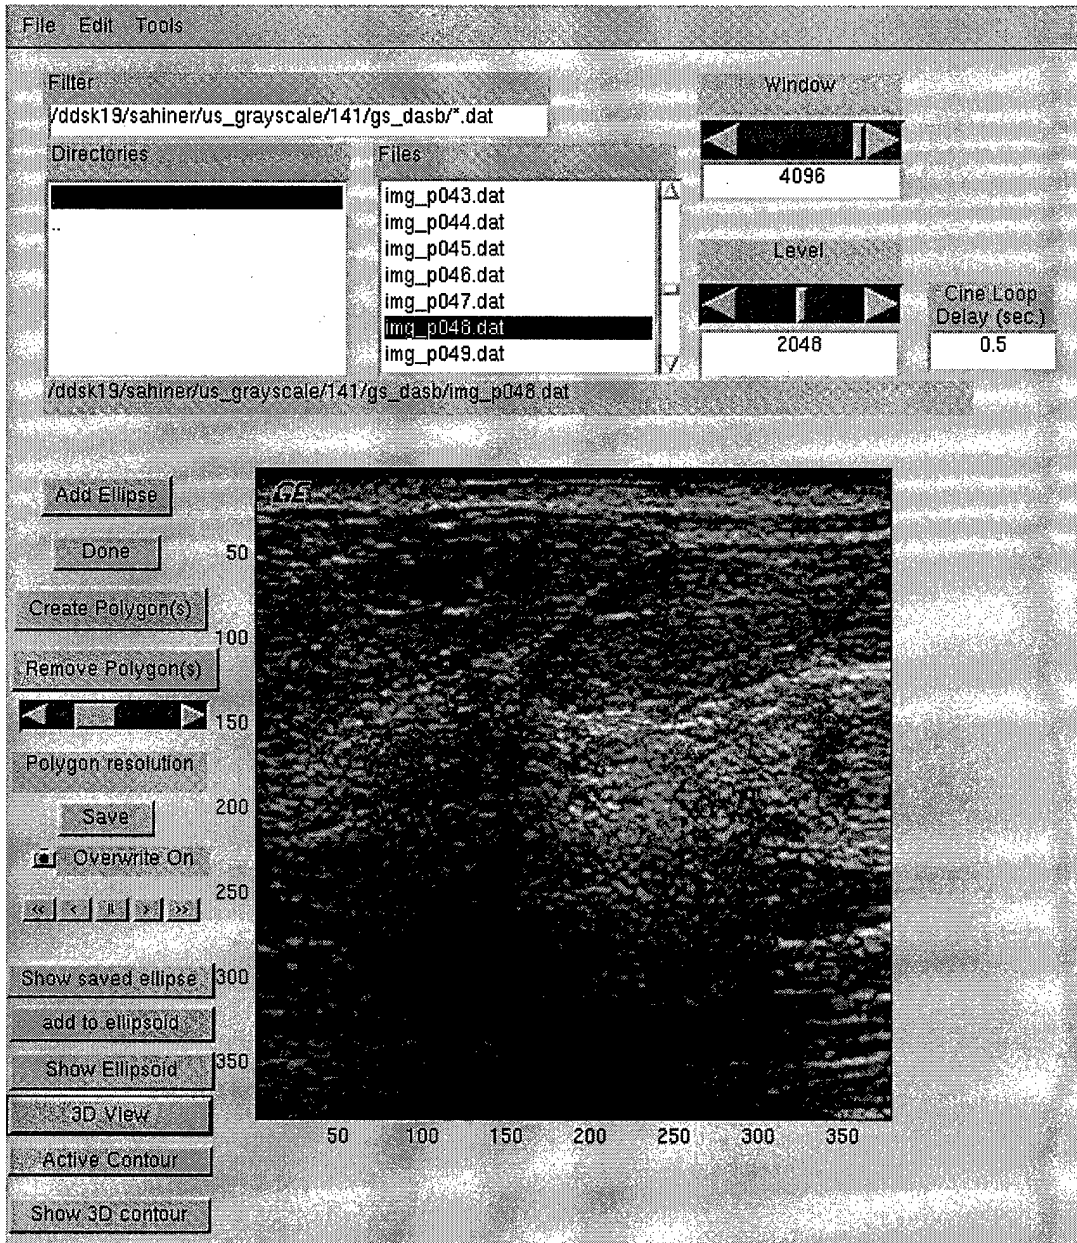 File Edit Tools
Filter
/ddsk19/sahiner/us_grayscale/141/gs_dasb/*.dat
Window
4096
Directories
..
Files
img_p043.dat
img_p044.dat
img_p045.dat
img_p046.dat
img_p047.dat
img_p048.dat
img_p049.dat
Level
2048
Cine Loop
Delay (sec.)
0.5
/ddsk19/sahiner/us_grayscale/141/gs_dasb/img_p048.dat
Add Ellipse
Done
Create Polygon(s)
Remove Polygon(s)
Polygon resolution
Save
Overwrite On
<< < || > >>
Show saved ellipse
add to ellipsoid
Show Ellipsoid
3D View
Active Contour
Show 3D contour
GE
50
100
150
200
250
300
350
50 100 150 200 250 300 350